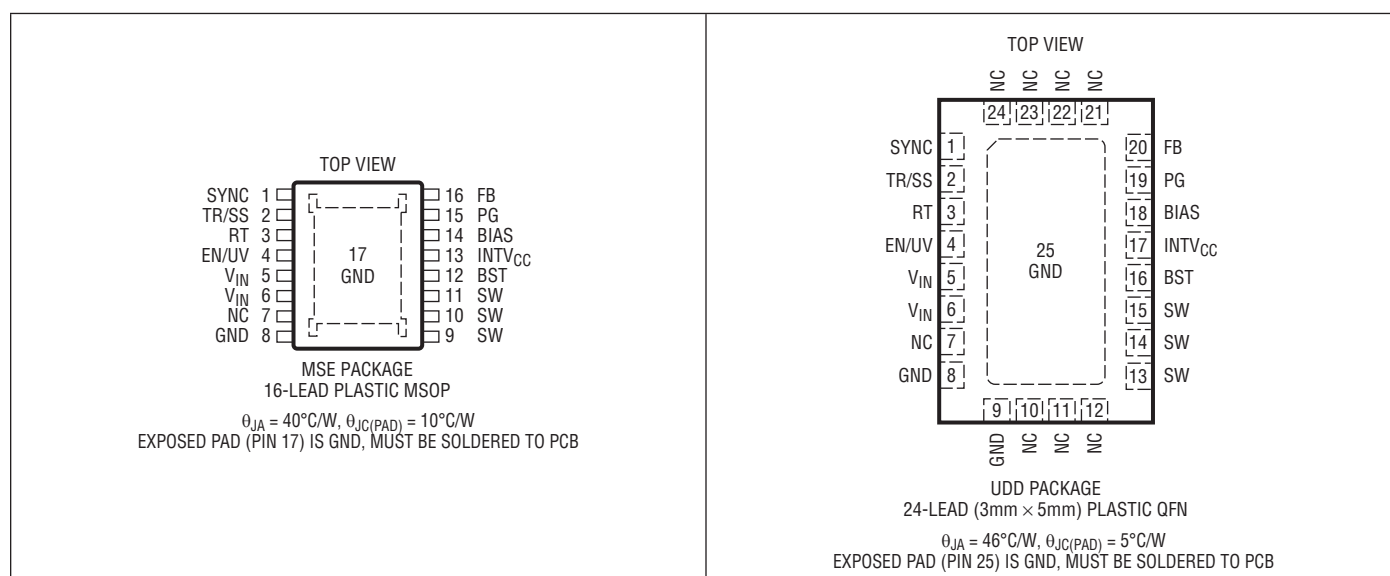 TOP VIEW
SYNC 1
TR/SS 2
RT 3
EN/UV 4
VIN 5
VIN 6
NC 7
GND 8
17
GND
16 FB
15 PG
14 BIAS
13 INTVCC
12 BST
11 SW
10 SW
9 SW
MSE PACKAGE
16-LEAD PLASTIC MSOP
θJA = 40°C/W, θJC(PAD) = 10°C/W
EXPOSED PAD (PIN 17) IS GND, MUST BE SOLDERED TO PCB
TOP VIEW
NC NC NC NC
24 23 22 21
SYNC 1
TR/SS 2
RT 3
EN/UV 4
VIN 5
VIN 6
NC 7
GND 8
25
GND
20 FB
19 PG
18 BIAS
17 INTVCC
16 BST
15 SW
14 SW
13 SW
9 10 11 12
GND NC NC NC
UDD PACKAGE
24-LEAD (3mm × 5mm) PLASTIC QFN
θJA = 46°C/W, θJC(PAD) = 5°C/W
EXPOSED PAD (PIN 25) IS GND, MUST BE SOLDERED TO PCB